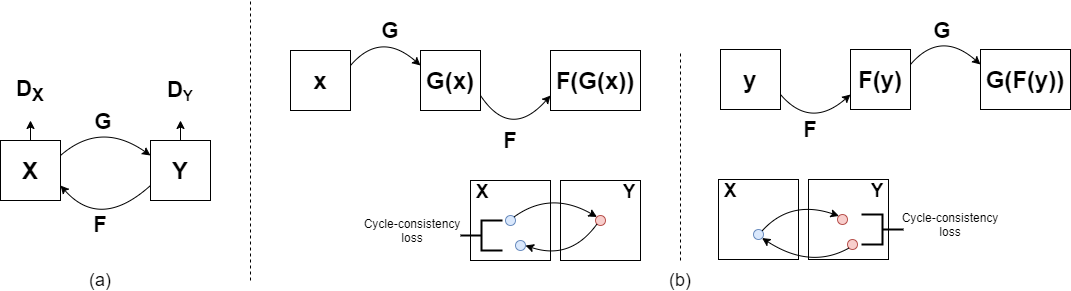 D_X
D_Y
G
X
Y
F
(a)
G
x
G(x)
F(G(x))
F
X
Y
Cycle-consistency
loss
G
y
F(y)
G(F(y))
F
X
Y
Cycle-consistency
loss
(b)